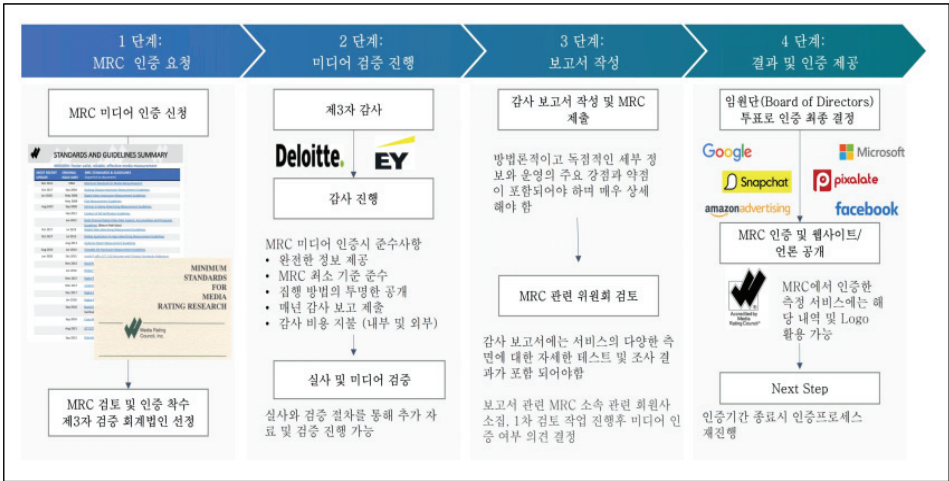 1 단계:
MRC 인증 요청
MRC 미디어 인증 신청
STANDARDS AND GUIDELINES SUMMARY
MINIMUM
STANDARDS
FOR
MEDIA
RATING RESEARCH
Media Rating
Council, Inc.
MRC 검토 및 인증 착수
제3자 검증 회계법인 선정
2 단계:
미디어 검증 진행
제3자 감사
Deloitte.
EY
감사 진행
MRC 미디어 인증시 준수사항
• 완전한 정보 제공
• MRC 최소 기준 준수
• 집행 방법의 투명한 공개
• 매년 감사 보고 제출
• 감사 비용 지불 (내부 및 외부)
실사 및 미디어 검증
실사와 검증 절차를 통해 추가 자
료 및 검증 진행 가능
3 단계:
보고서 작성
감사 보고서 작성 및 MRC
제출
방법론적이고 독점적인 세부 정
보와 운영의 주요 강점과 약점
이 포함되어야 하며 매우 상세
해야 함
MRC 관련 위원회 검토
감사 보고서에는 서비스의 다양한 측
면에 대한 자세한 테스트 및 조사 결
과가 포함 되어야함
보고서 관련 MRC 소속 관련 회원사
소집, 1차 검토 작업 진행후 미디어 인
증 여부 의견 결정
4 단계:
결과 및 인증 제공
임원단(Board of Directors)
투표로 인증 최종 결정
Google
Microsoft
Snapchat
pixalate
amazonadvertising
facebook
MRC 인증 및 웹사이트/
언론 공개
Accredited by
Media
Rating Council
MRC에서 인증한
측정 서비스에는 해
당 내역 및 Logo
활용 가능
Next Step
인증기간 종료시 인증프로세스
재진행